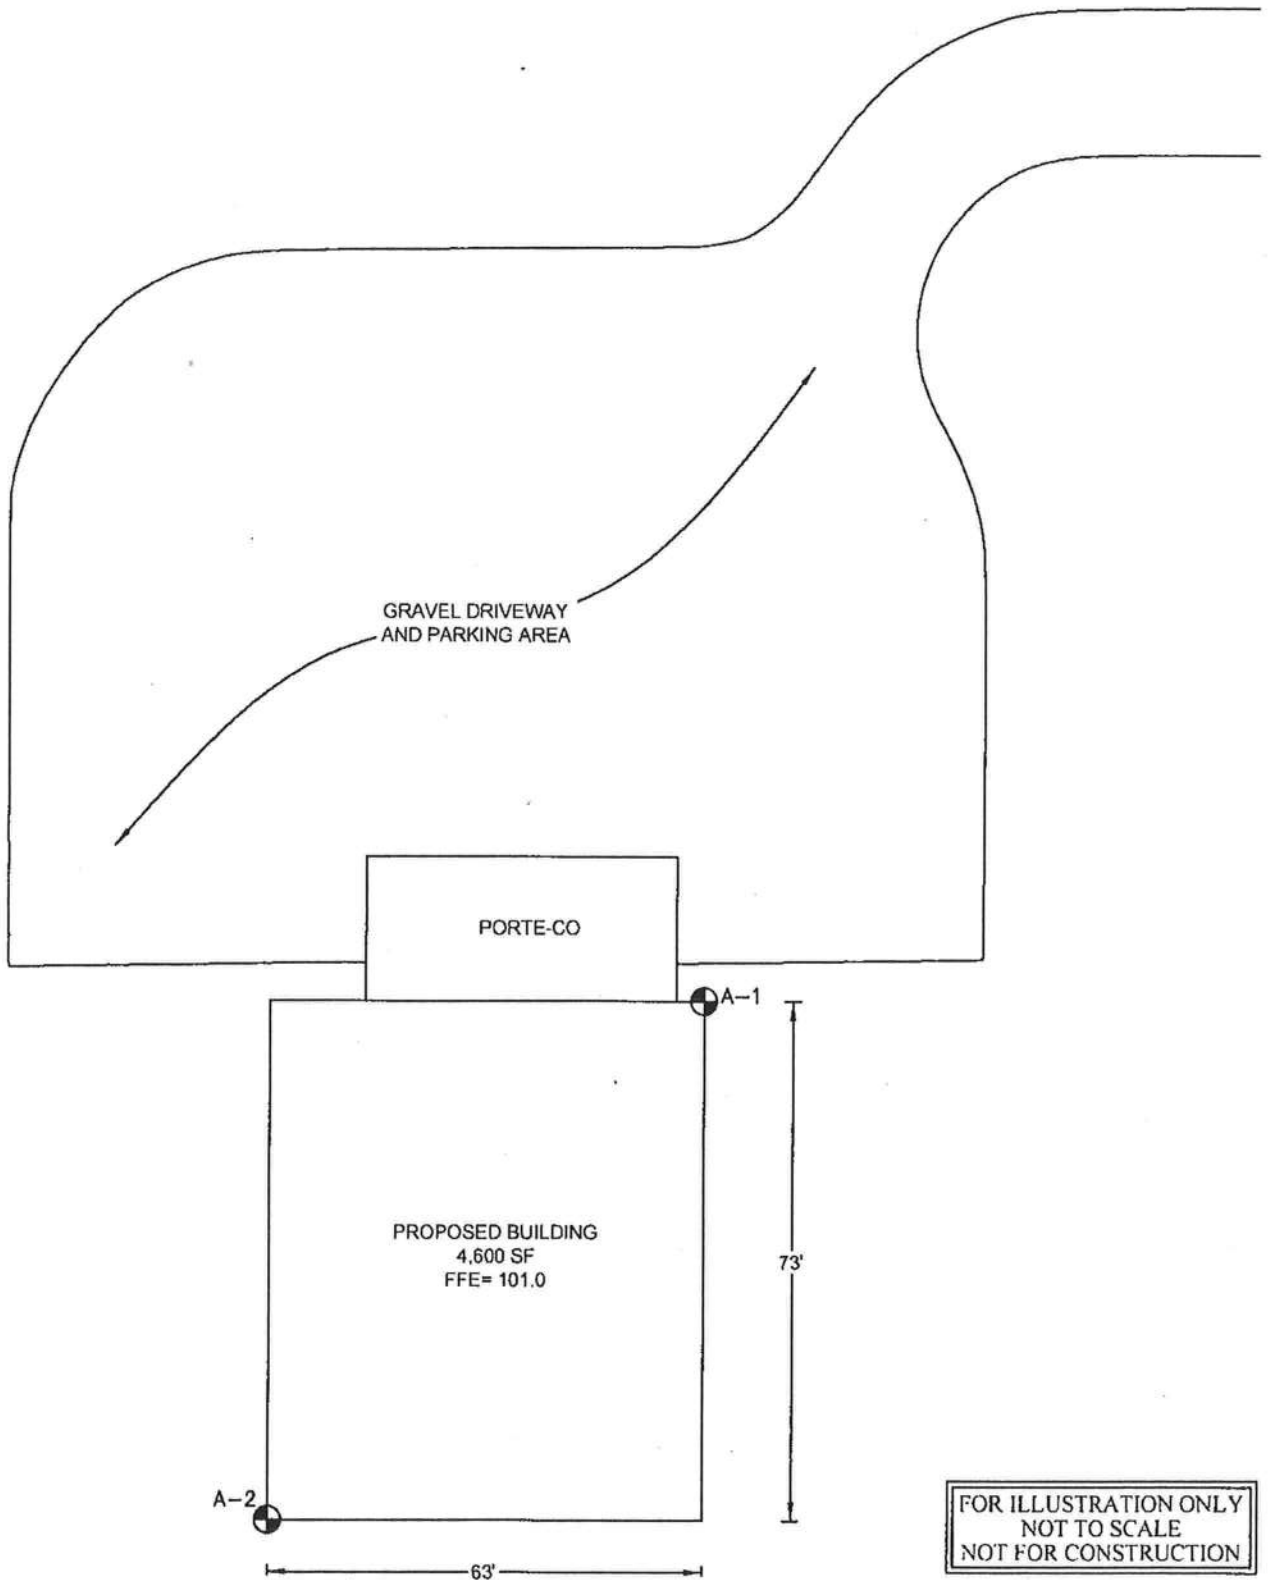 GRAVEL DRIVEWAY
AND PARKING AREA
PORTE-CO
A-1
PROPOSED BUILDING
4,600 SF
FFE= 101.0
73'
A-2
63'
FOR ILLUSTRATION ONLY
NOT TO SCALE
NOT FOR CONSTRUCTION